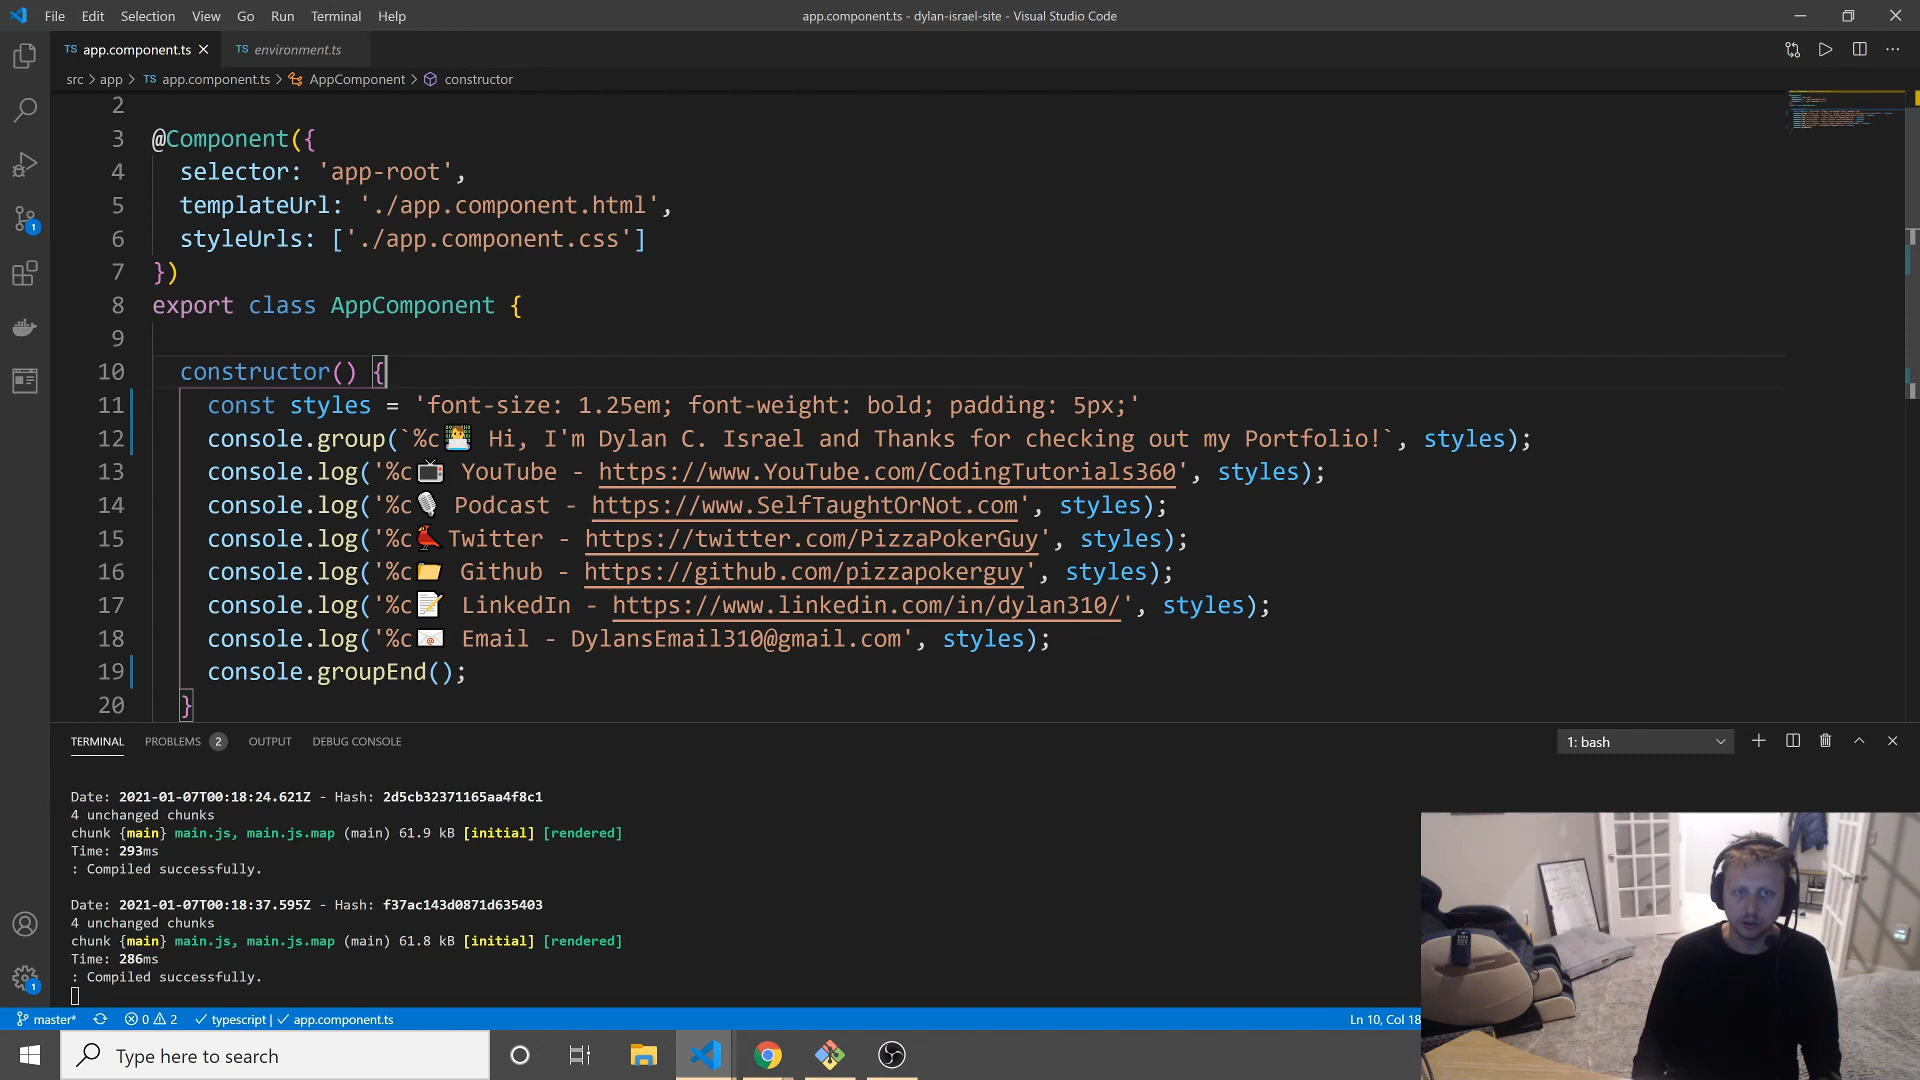 File Edit Selection View Go Run Terminal Help
app.component.ts - dylan-israel-site - Visual Studio Code
TS app.component.ts × TS environment.ts
src > app > TS app.component.ts > AppComponent > constructor
2
3 @Component({
4 selector: 'app-root',
5 templateUrl: './app.component.html',
6 styleUrls: ['./app.component.css']
7 })
8 export class AppComponent {
9
10 constructor() {
11 const styles = 'font-size: 1.25em; font-weight: bold; padding: 5px;'
12 console.group(`%c👨‍💻 Hi, I'm Dylan C. Israel and Thanks for checking out my Portfolio!`, styles);
13 console.log('%c📺 YouTube - https://www.YouTube.com/CodingTutorials360', styles);
14 console.log('%c🎙 Podcast - https://www.SelfTaughtOrNot.com', styles);
15 console.log('%c🐦Twitter - https://twitter.com/PizzaPokerGuy', styles);
16 console.log('%c📁 Github - https://github.com/pizzapokerguy', styles);
17 console.log('%c📝 LinkedIn - https://www.linkedin.com/in/dylan310/', styles);
18 console.log('%c📧 Email - DylansEmail310@gmail.com', styles);
19 console.groupEnd();
20 }
TERMINAL PROBLEMS 2 OUTPUT DEBUG CONSOLE 1: bash
Date: 2021-01-07T00:18:24.621Z - Hash: 2d5cb32371165aa4f8c1
4 unchanged chunks
chunk {main} main.js, main.js.map (main) 61.9 kB [initial] [rendered]
Time: 293ms
: Compiled successfully.
Date: 2021-01-07T00:18:37.595Z - Hash: f37ac143d0871d635403
4 unchanged chunks
chunk {main} main.js, main.js.map (main) 61.8 kB [initial] [rendered]
Time: 286ms
: Compiled successfully.
1
1
master* 0 2 typescript | app.component.ts Ln 10, Col 18
Type here to search